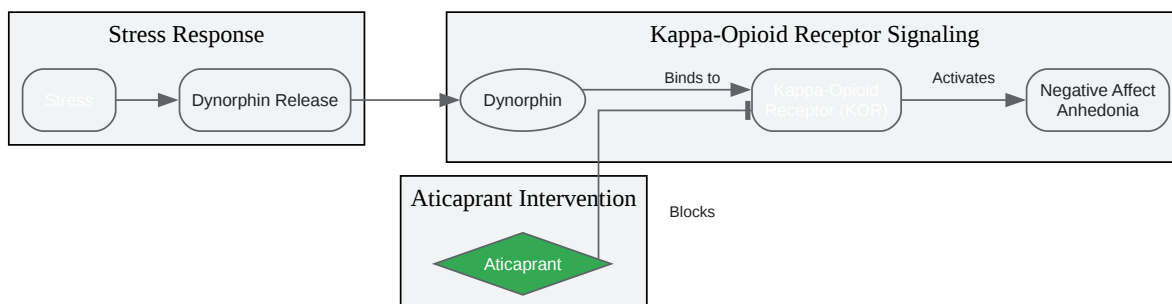 Stress Response
Kappa-Opioid Receptor Signaling
Stress
Dynorphin Release
Dynorphin
Binds to
Kappa-Opioid
Receptor (KOR)
Activates
Negative Affect
Anhedonia
Aticaprant Intervention
Blocks
Aticaprant